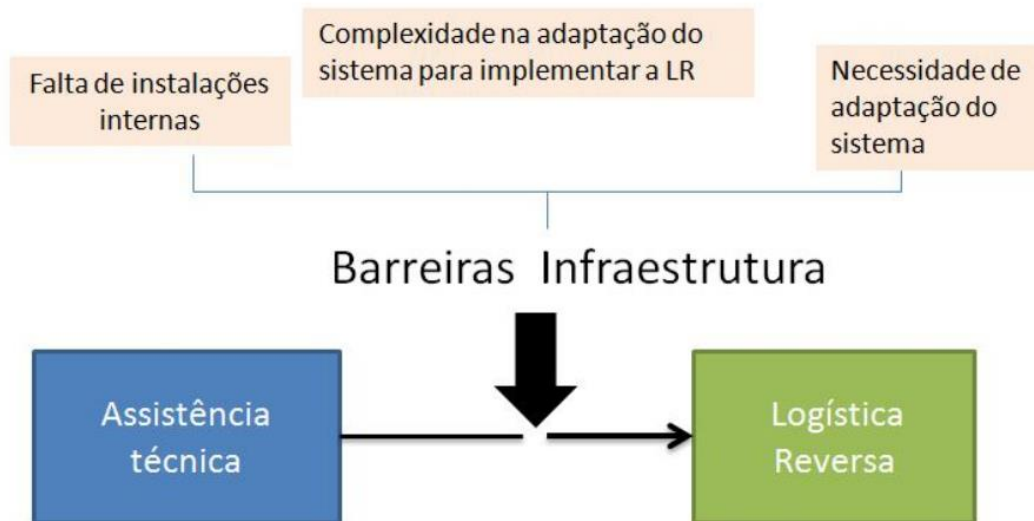 Falta de instalações
internas
Complexidade na adaptação do
sistema para implementar a LR
Necessidade de
adaptação do
sistema
Barreiras Infraestrutura
Assistência
técnica
Logística
Reversa